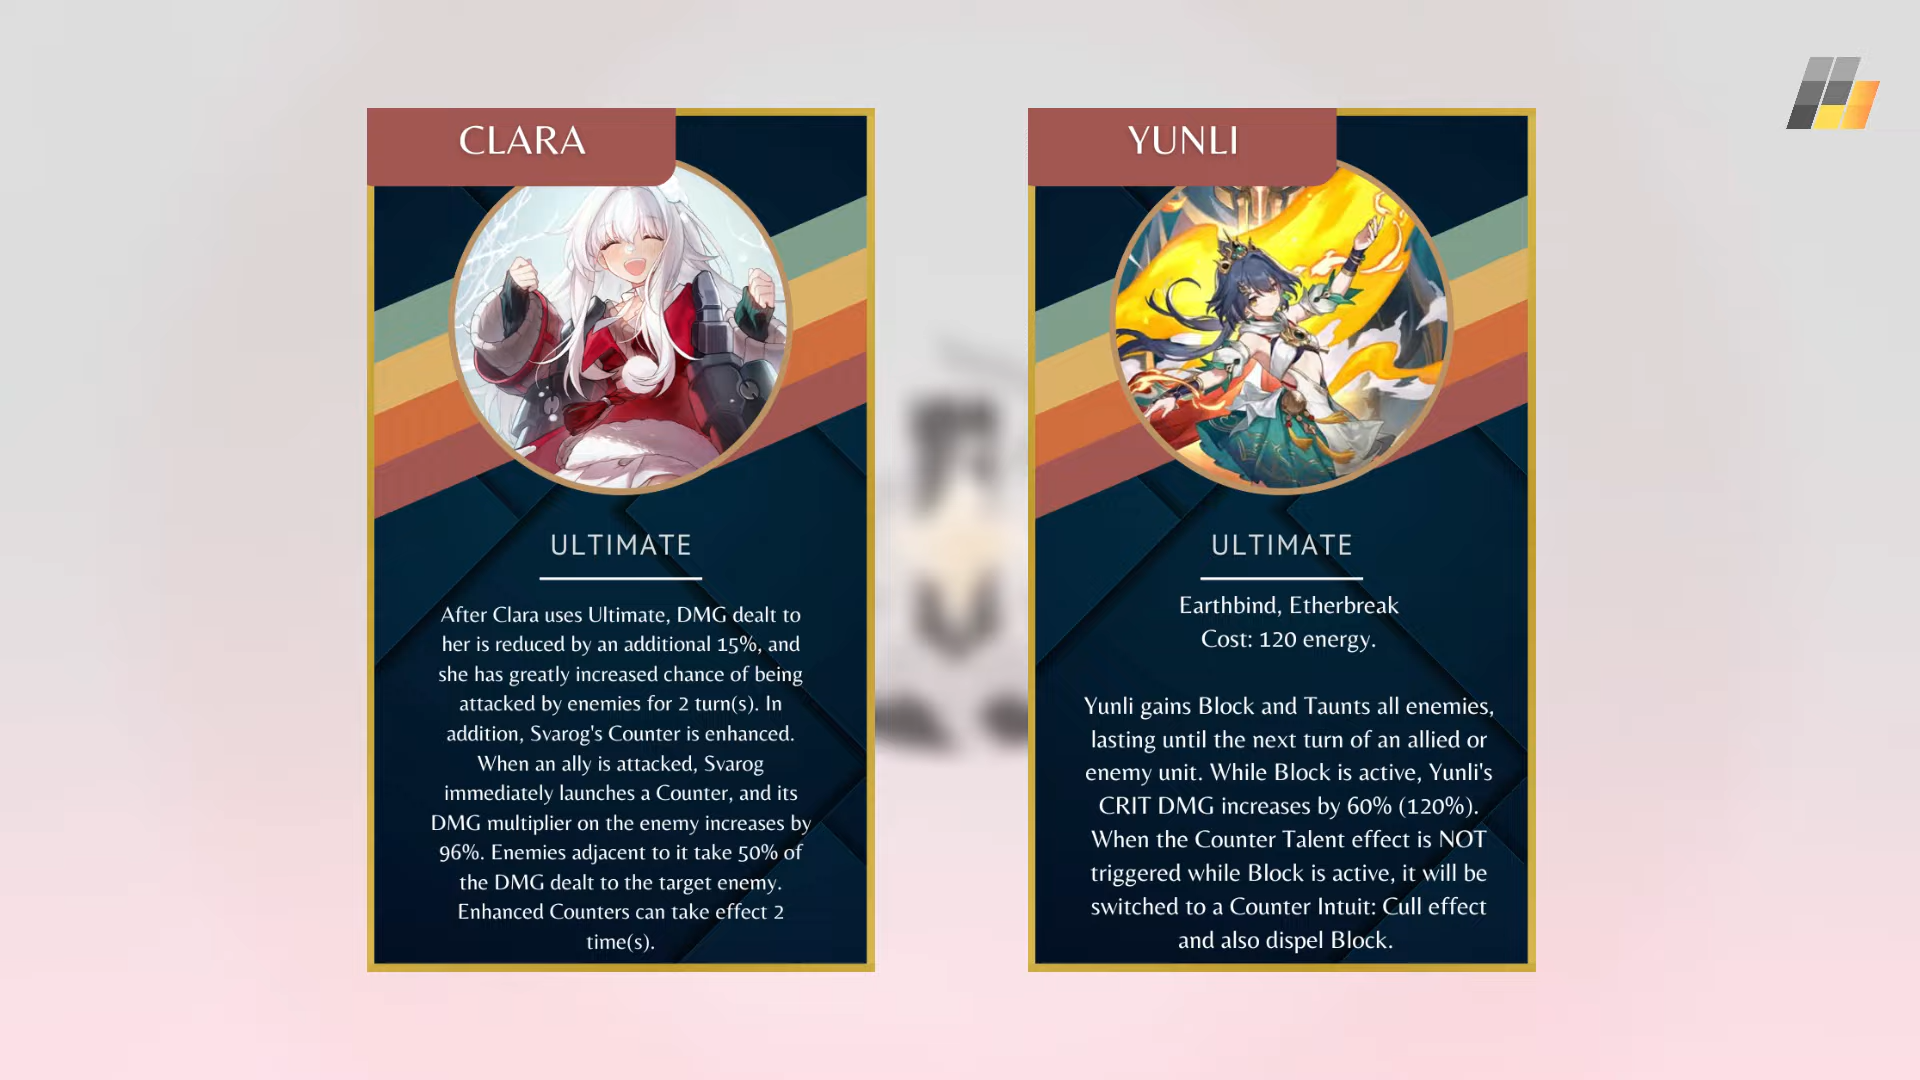 CLARA
ULTIMATE
After Clara uses Ultimate, DMG dealt to
her is reduced by an additional 15%, and
she has greatly increased chance of being
attacked by enemies for 2 turn(s). In
addition, Svarog's Counter is enhanced.
When an ally is attacked, Svarog
immediately launches a Counter, and its
DMG multiplier on the enemy increases by
96%. Enemies adjacent to it take 50% of
the DMG dealt to the target enemy.
Enhanced Counters can take effect 2
time(s).
YUNLI
ULTIMATE
Earthbind, Etherbreak
Cost: 120 energy.
Yunli gains Block and Taunts all enemies,
lasting until the next turn of an allied or
enemy unit. While Block is active, Yunli's
CRIT DMG increases by 60% (120%).
When the Counter Talent effect is NOT
triggered while Block is active, it will be
switched to a Counter Intuit: Cull effect
and also dispel Block.